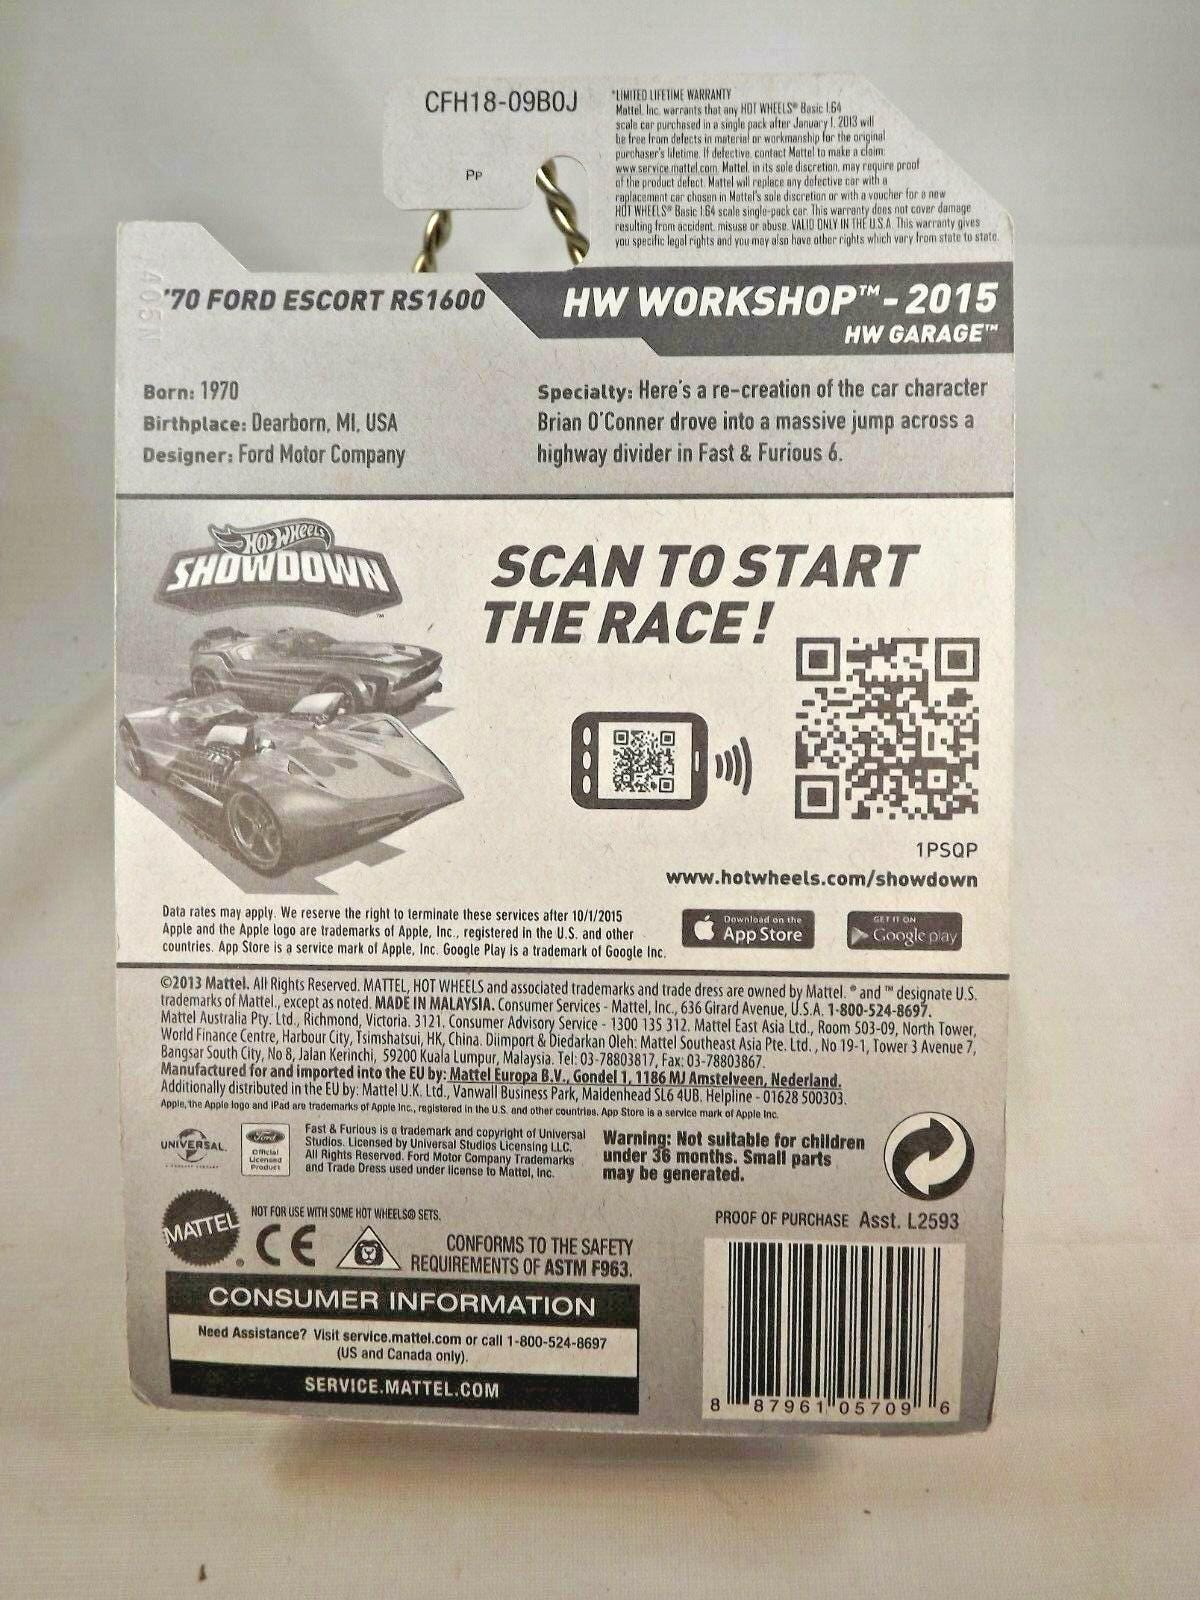 CFH18-09B0J
Pp
*LIMITED LIFETIME WARRANTY
Mattel, Inc. warrants that any HOT WHEELS® Basic 1:64
scale car purchased in a single pack after January 1, 2013 will
be free from defects in material or workmanship for the original
purchaser's lifetime. If defective, contact Mattel to make a claim:
www.service.mattel.com. Mattel, in its sole discretion, may require proof
of the product defect. Mattel will replace any defective car with a
replacement car chosen in Mattel's sole discretion or with a voucher for a new
HOT WHEELS® Basic 1:64 scale single-pack car. This warranty does not cover damage
resulting from accident, misuse or abuse. VALID ONLY IN THE U.S.A. This warranty gives
you specific legal rights and you may also have other rights which vary from state to state.
'70 FORD ESCORT RS1600
HW WORKSHOP™ - 2015
HW GARAGE™
Born: 1970
Birthplace: Dearborn, MI, USA
Designer: Ford Motor Company
Specialty: Here's a re-creation of the car character
Brian O'Conner drove into a massive jump across a
highway divider in Fast & Furious 6.
HOT WHEELS
SHOWDOWN™
SCAN TO START
THE RACE!
1PSQP
www.hotwheels.com/showdown
Data rates may apply. We reserve the right to terminate these services after 10/1/2015
Apple and the Apple logo are trademarks of Apple, Inc., registered in the U.S. and other
countries. App Store is a service mark of Apple, Inc. Google Play is a trademark of Google Inc.
Download on the
App Store
GET IT ON
Google play
©2013 Mattel. All Rights Reserved. MATTEL, HOT WHEELS and associated trademarks and trade dress are owned by Mattel. ® and ™ designate U.S.
trademarks of Mattel., except as noted. MADE IN MALAYSIA. Consumer Services - Mattel, Inc., 636 Girard Avenue, U.S.A. 1-800-524-8697.
Mattel Australia Pty. Ltd., Richmond, Victoria. 3121. Consumer Advisory Service - 1300 135 312. Mattel East Asia Ltd., Room 503-09, North Tower,
World Finance Centre, Harbour City, Tsimshatsui, HK, China. Diimport & Diedarkan Oleh: Mattel Southeast Asia Pte. Ltd., No 19-1, Tower 3 Avenue 7,
Bangsar South City, No 8, Jalan Kerinchi, 59200 Kuala Lumpur, Malaysia. Tel: 03-78803817, Fax: 03-78803867.
Manufactured for and imported into the EU by: Mattel Europa B.V., Gondel 1, 1186 MJ Amstelveen, Nederland.
Additionally distributed in the EU by: Mattel U.K. Ltd., Vanwall Business Park, Maidenhead SL6 4UB. Helpline - 01628 500303.
Apple, the Apple logo and iPad are trademarks of Apple Inc., registered in the U.S. and other countries. App Store is a service mark of Apple Inc.
UNIVERSAL
Ford
Official
Licensed
Product
Fast & Furious is a trademark and copyright of Universal
Studios. Licensed by Universal Studios Licensing LLC.
All Rights Reserved. Ford Motor Company Trademarks
and Trade Dress used under license to Mattel, Inc.
Warning: Not suitable for children
under 36 months. Small parts
may be generated.
MATTEL
NOT FOR USE WITH SOME HOT WHEELS® SETS.
CE
CONFORMS TO THE SAFETY
REQUIREMENTS OF ASTM F963.
PROOF OF PURCHASE Asst. L2593
CONSUMER INFORMATION
Need Assistance? Visit service.mattel.com or call 1-800-524-8697
(US and Canada only).
SERVICE.MATTEL.COM
8 87961 05709 6